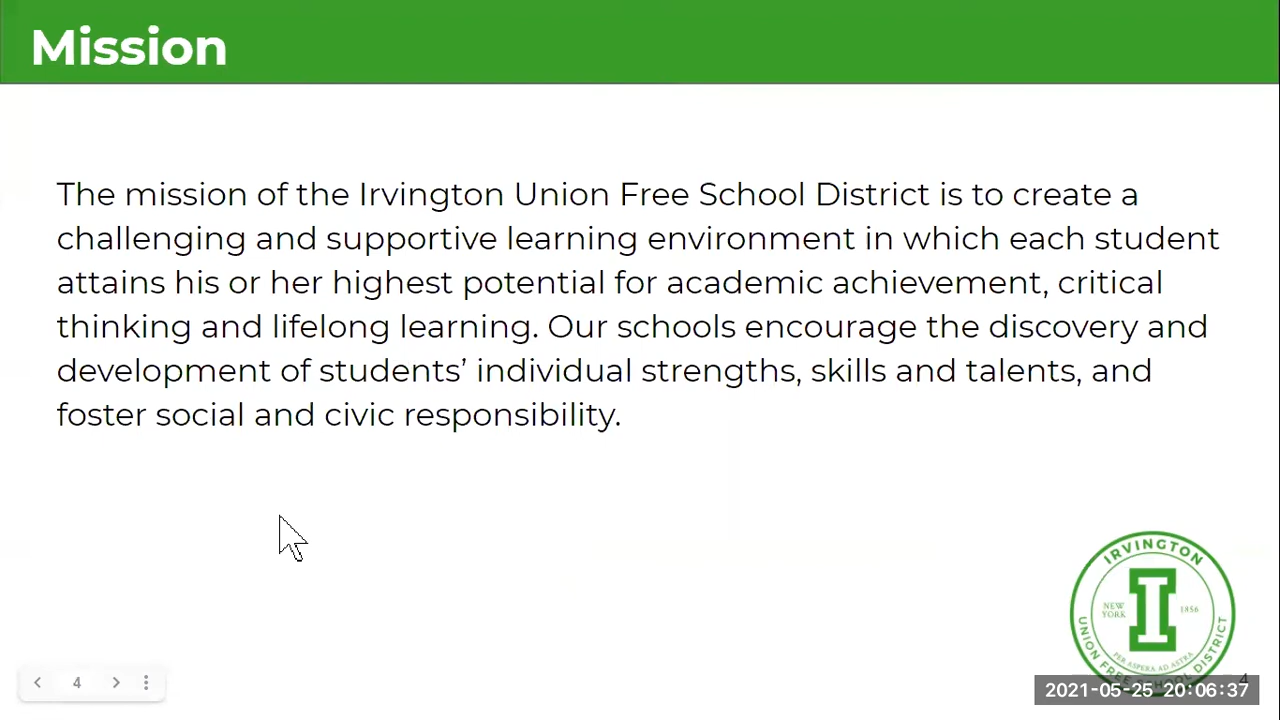 Mission
The mission of the Irvington Union Free School District is to create a
challenging and supportive learning environment in which each student
attains his or her highest potential for academic achievement, critical
thinking and lifelong learning. Our schools encourage the discovery and
development of students’ individual strengths, skills and talents, and
foster social and civic responsibility.
IRVINGTON
NEW
YORK
I
1856
PER ASPERA AD ASTRA
UNION FREE SCHOOL DISTRICT
4
4
2021-05-25 20:06:37